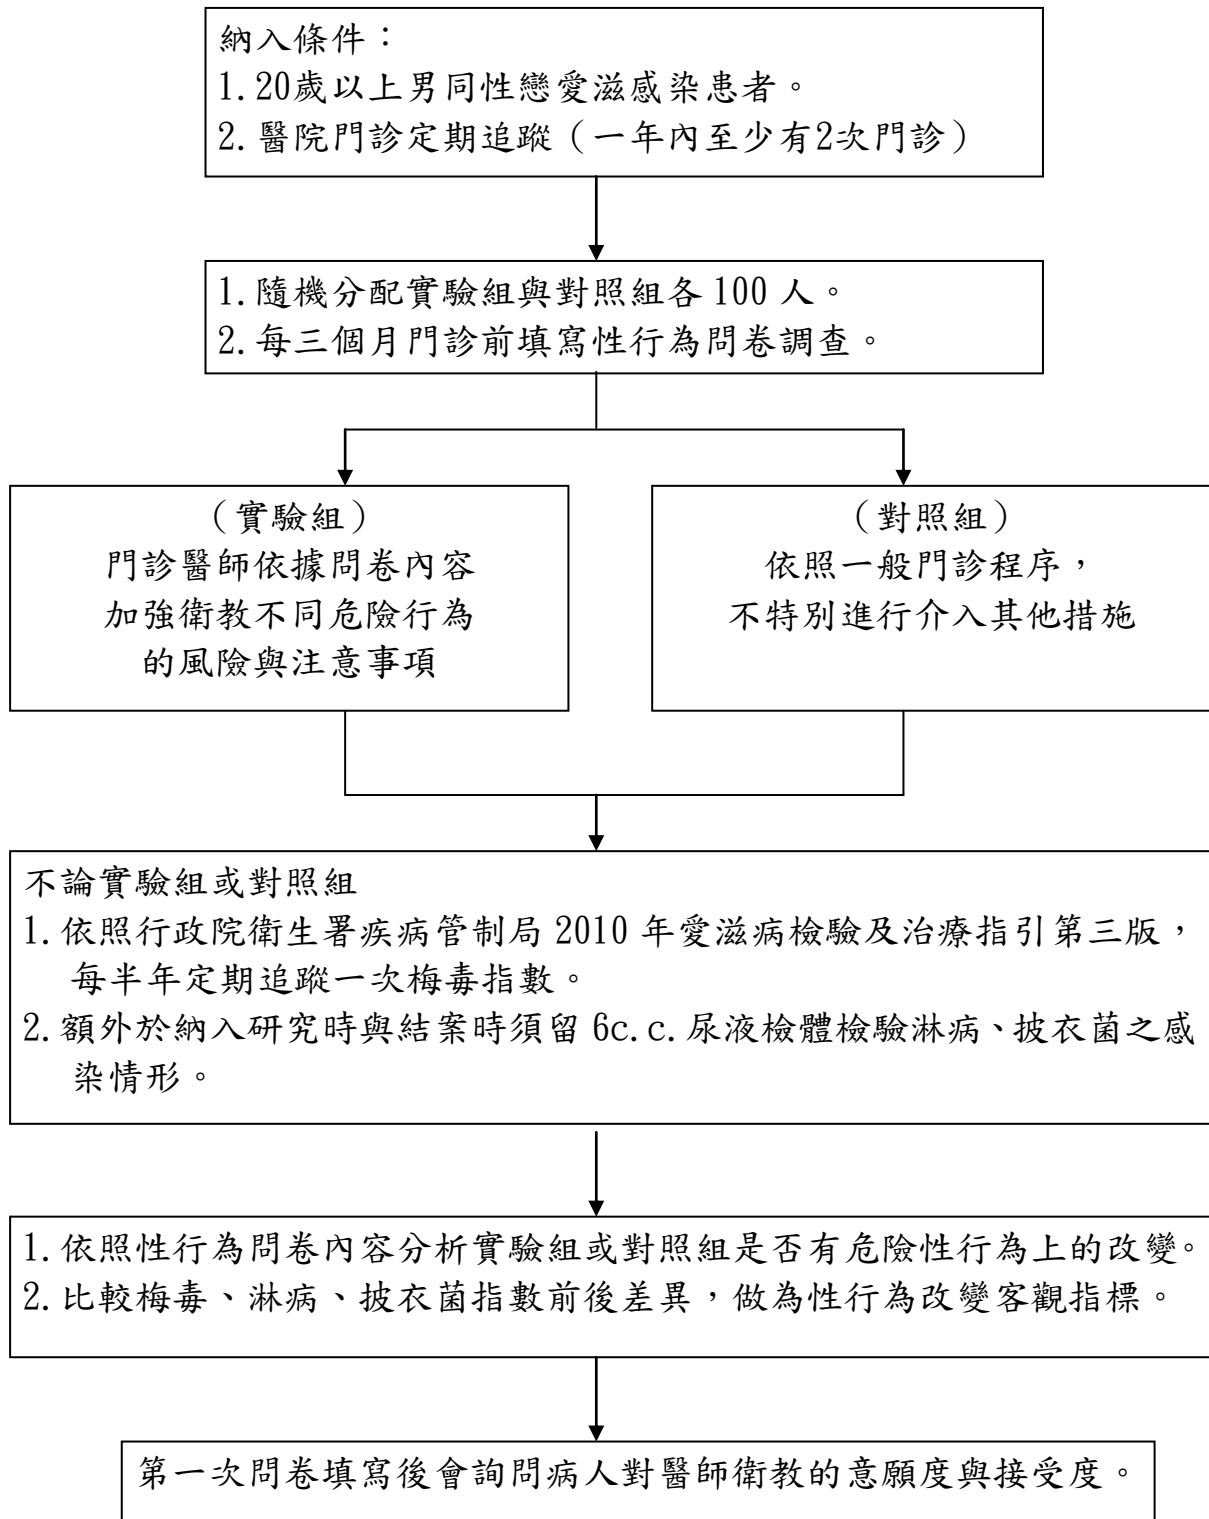 納入條件：
1.20歲以上男同性戀愛滋感染患者。
2.醫院門診定期追蹤（一年內至少有2次門診）
1.隨機分配實驗組與對照組各 100 人。
2.每三個月門診前填寫性行為問卷調查。
（實驗組）
門診醫師依據問卷內容
加強衛教不同危險行為
的風險與注意事項
（對照組）
依照一般門診程序，
不特別進行介入其他措施
不論實驗組或對照組
1.依照行政院衛生署疾病管制局 2010 年愛滋病檢驗及治療指引第三版，
每半年定期追蹤一次梅毒指數。
2.額外於納入研究時與結案時須留 6c.c.尿液檢體檢驗淋病、披衣菌之感
染情形。
1.依照性行為問卷內容分析實驗組或對照組是否有危險性行為上的改變。
2.比較梅毒、淋病、披衣菌指數前後差異，做為性行為改變客觀指標。
第一次問卷填寫後會詢問病人對醫師衛教的意願度與接受度。